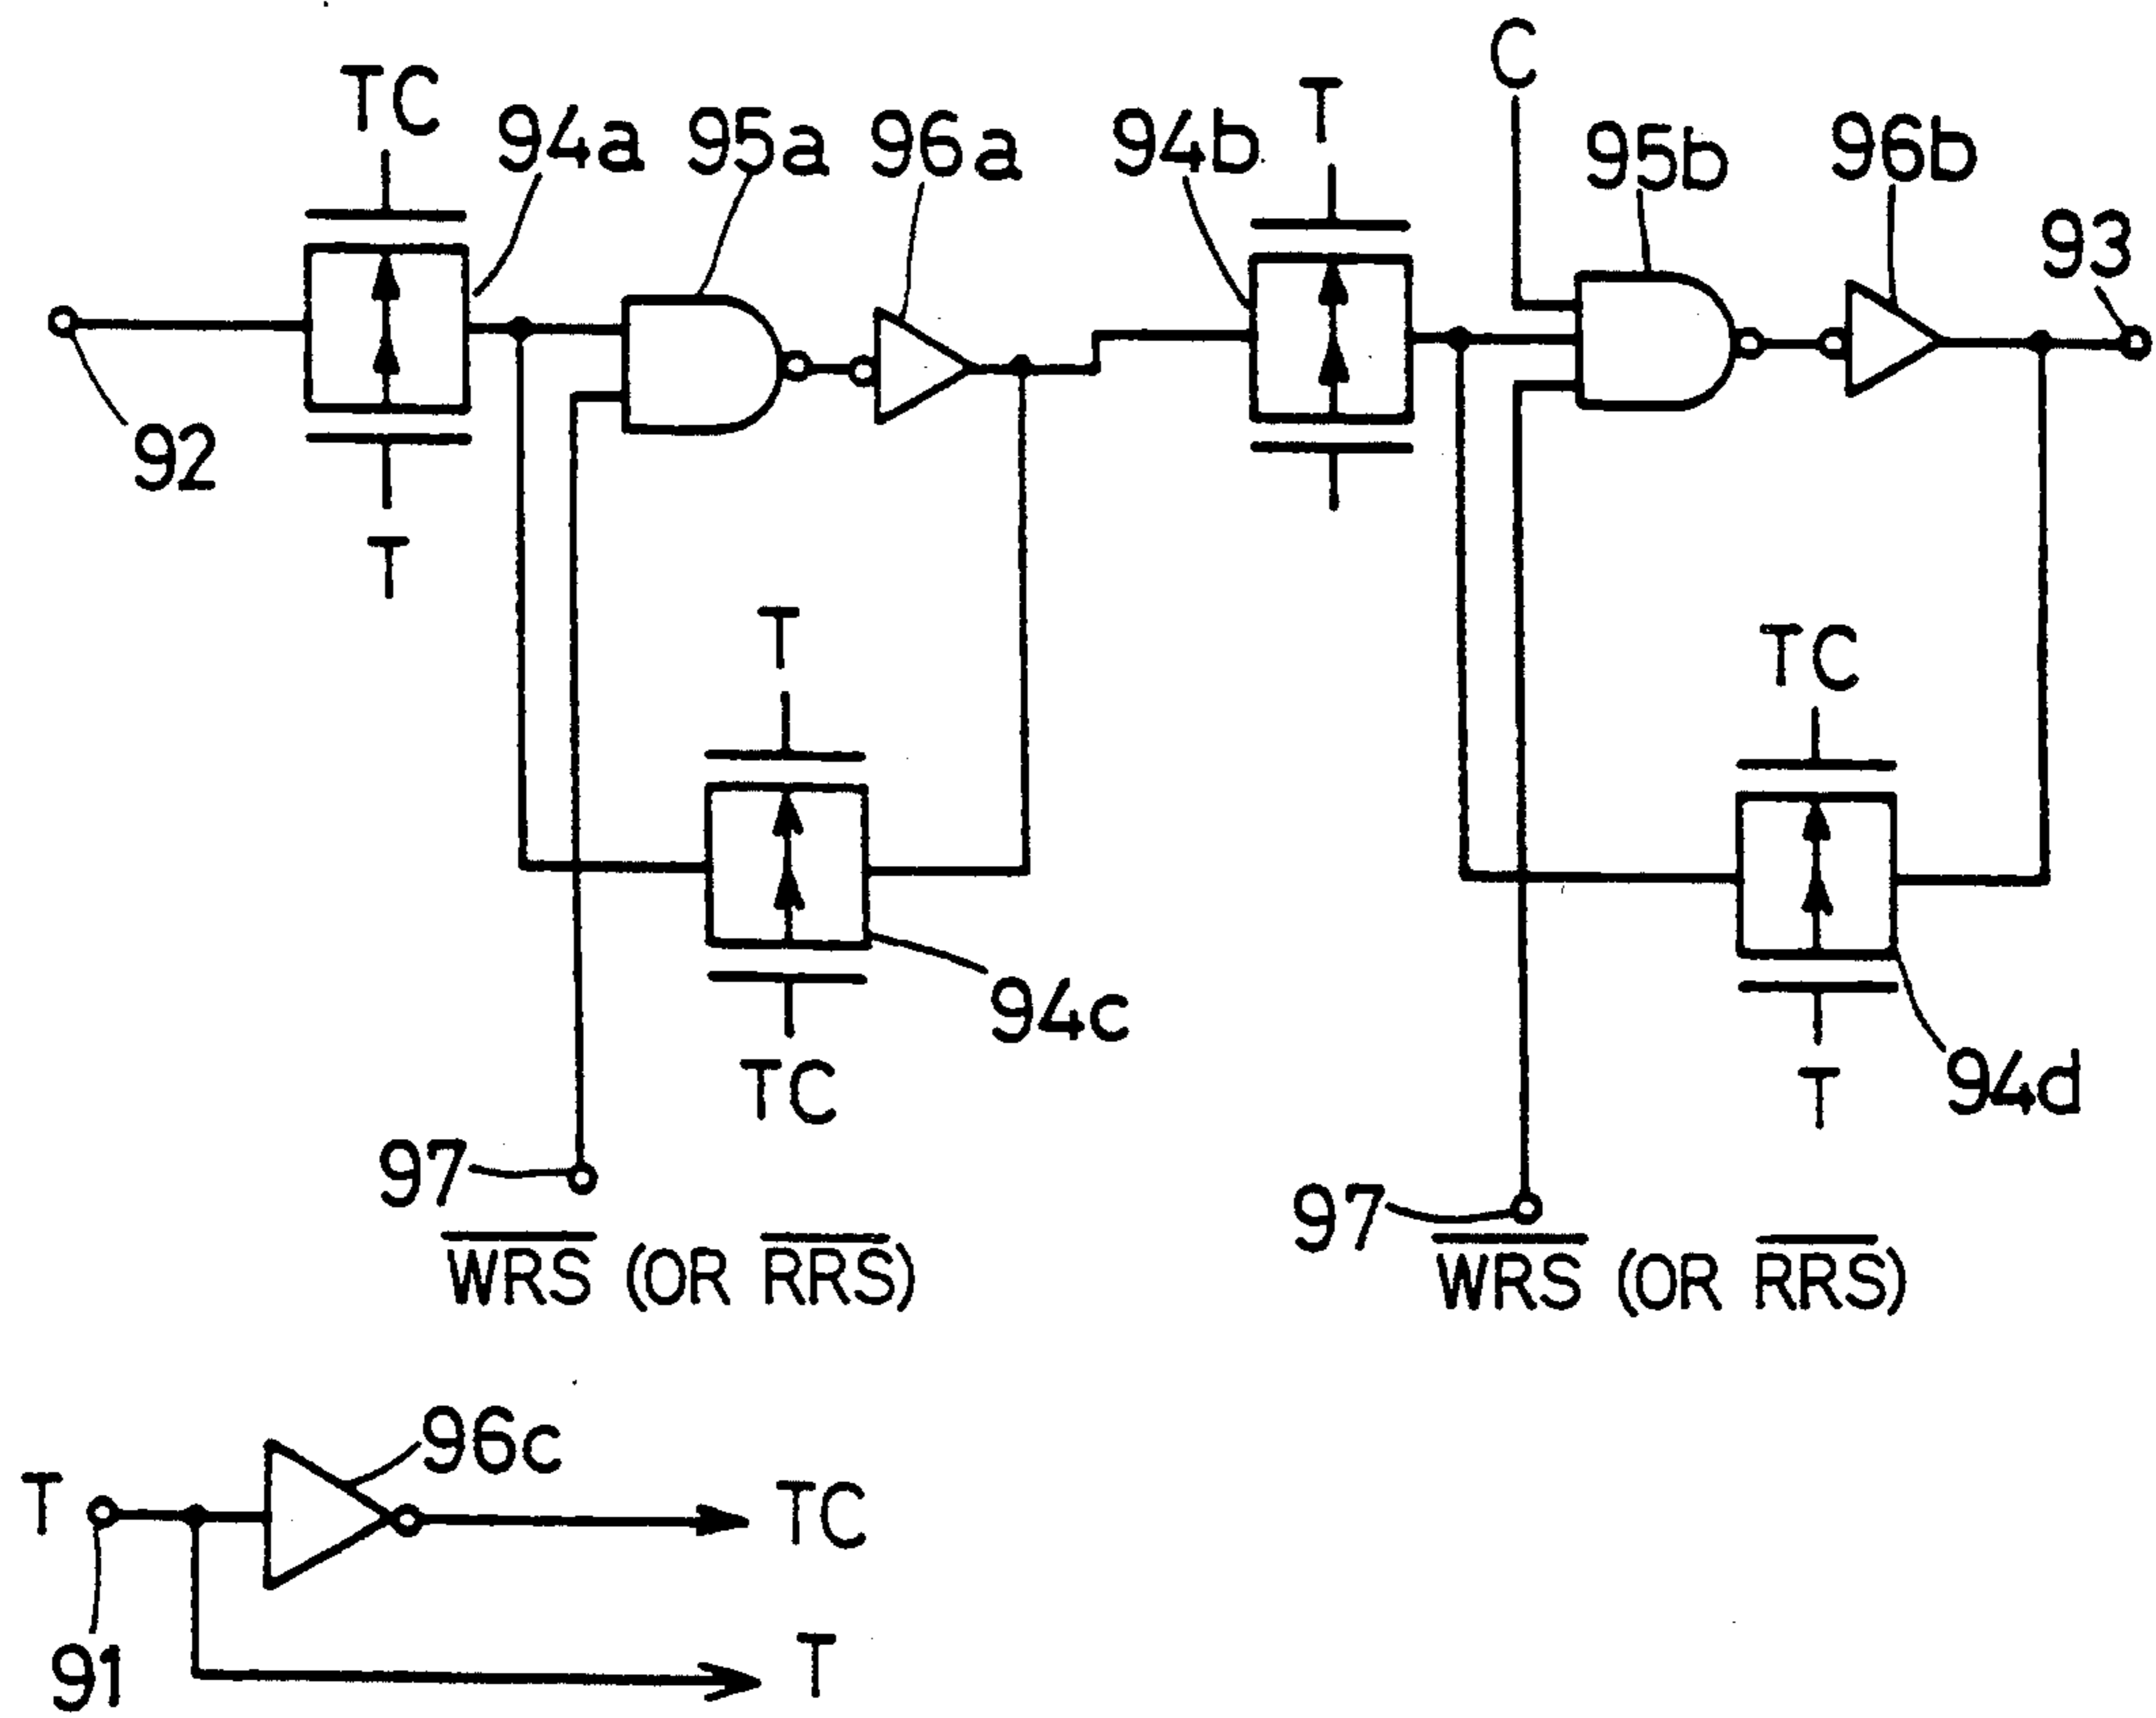 C
TC
94a
95a
96a
94b
T
95b
96b
93
92
T
T
TC
94c
TC
94d
T
97
97
WRS (OR RRS)
WRS (OR RRS)
96c
T
TC
91
T